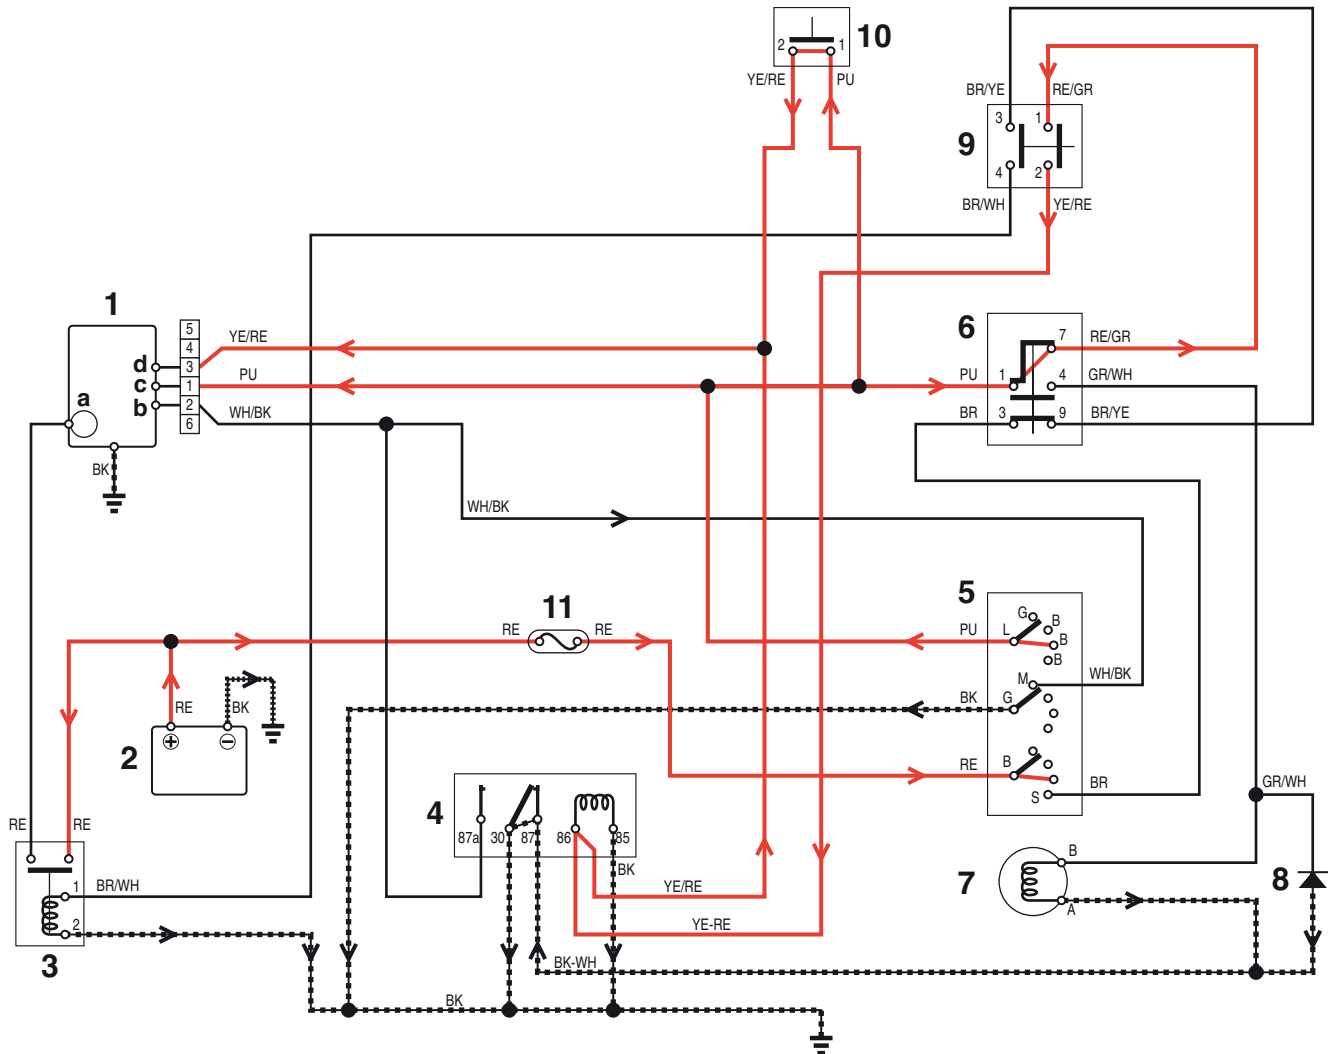 10
2 1
YE/RE PU
BR/YE RE/GR
3 1
9
4 2
BR/WH YE/RE
1
5
4
3
1
2
6
d
c
b
a
YE/RE
PU
WH/BK
BK
6
7 RE/GR
PU 1 4 GR/WH
BR 3 9 BR/YE
WH/BK
11
RE RE
5
G B
PU L B
B
M WH/BK
BK G
RE B
S BR
RE BK
2
+ −
4
87a 30 87 86 85
BK
YE/RE
YE-RE
BK-WH
BK
RE RE
1 BR/WH
2
3
GR/WH
7
B
A
8